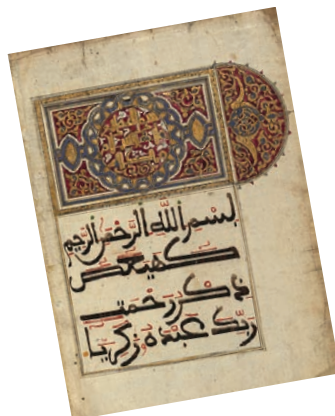 بسم الله الرحمن الرحيم
كهيعص
ذكر رحمت
ربك عبده زكريا